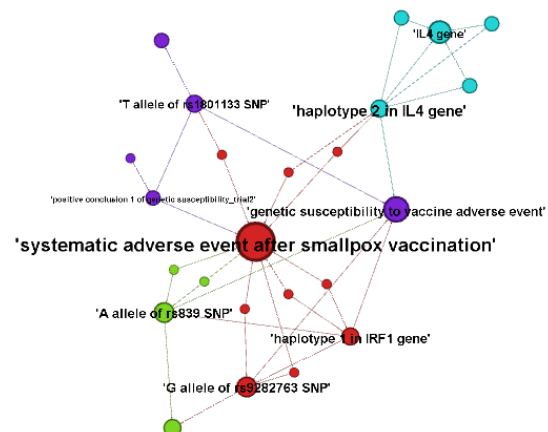 'IL4 gene'
'T allele of rs1801133 SNP'
'haplotype 2 in IL4 gene'
'positive conclusion 1 of genetic susceptibility_trial2'
'genetic susceptibility to vaccine adverse event'
'systematic adverse event after smallpox vaccination'
'A allele of rs839 SNP'
'haplotype 1 in IRF1 gene'
'G allele of rs9282763 SNP'